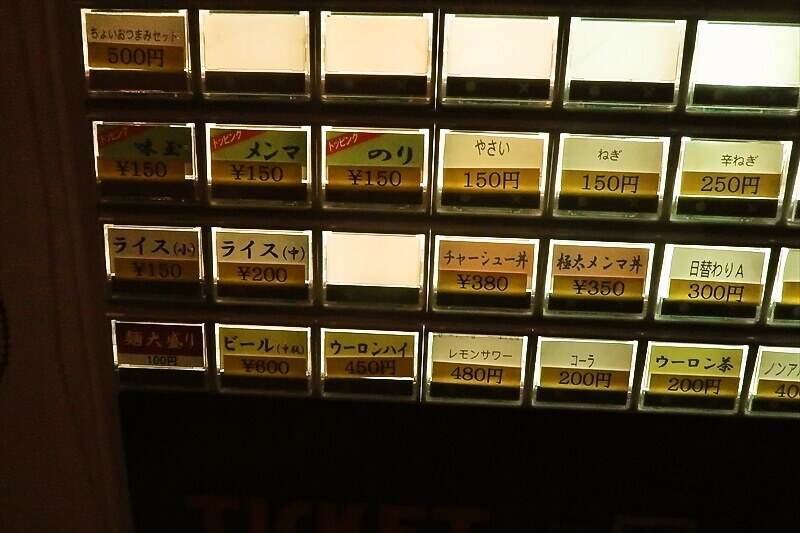 ちょいおつまみセット
500円
トッピング
味玉
¥150
トッピング
メンマ
¥150
トッピング
のり
¥150
やさい
150円
ねぎ
150円
辛ねぎ
250円
ライス(小)
¥150
ライス(中)
¥200
チャーシュー丼
¥380
極太メンマ丼
¥350
日替わりA
300円
麺大盛り
100円
ビール(中瓶)
¥600
ウーロンハイ
450円
レモンサワー
480円
コーラ
200円
ウーロン茶
200円
ノンアル
40
TICKET